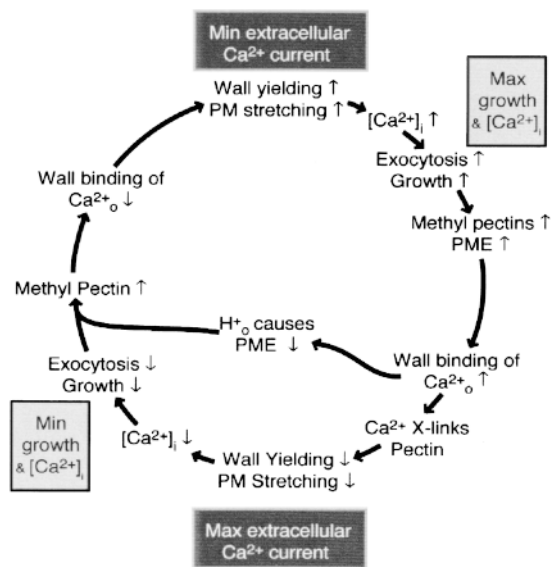 Min extracellular
Ca²⁺ current
Wall yielding ↑
PM stretching ↑
[Ca²⁺]ᵢ ↑
Max
growth
& [Ca²⁺]ᵢ
Exocytosis ↑
Growth ↑
Methyl pectins ↑
PME ↑
Wall binding of
Ca²⁺ₒ ↑
Ca²⁺ X-links
Pectin
Wall Yielding ↓
PM Stretching ↓
Max extracellular
Ca²⁺ current
[Ca²⁺]ᵢ ↓
Min
growth
& [Ca²⁺]ᵢ
Exocytosis ↓
Growth ↓
H⁺ₒ causes
PME ↓
Methyl Pectin ↑
Wall binding of
Ca²⁺ₒ ↓